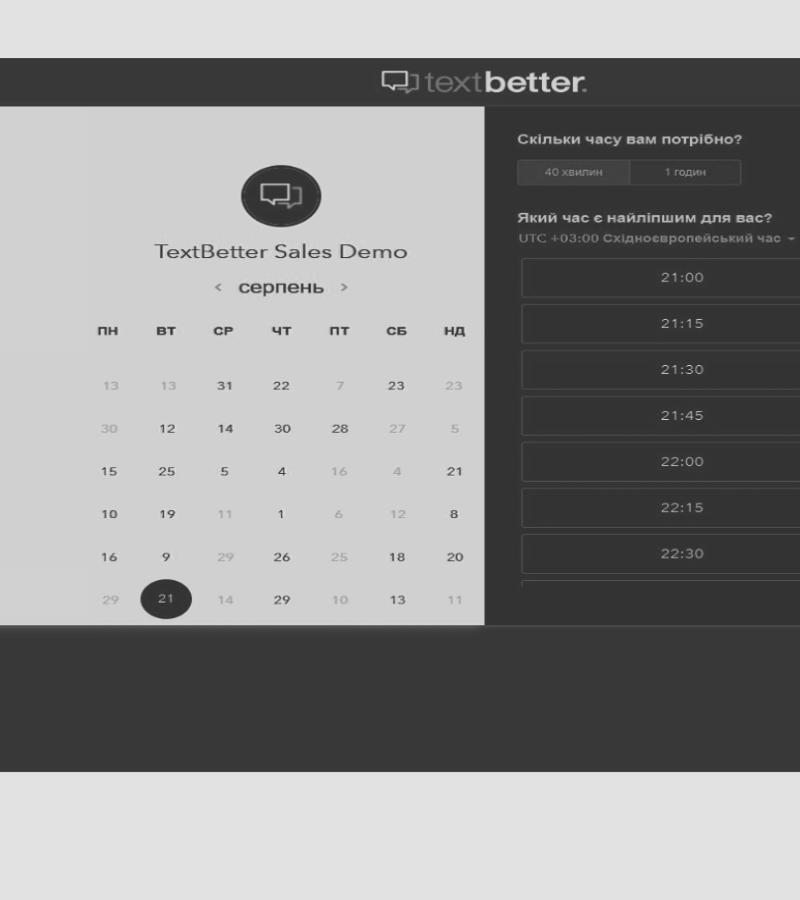 textbetter.
TextBetter Sales Demo
< серпень >
ПН ВТ СР ЧТ ПТ СБ НД
13 13 31 22 7 23 23
30 12 14 30 28 27 5
15 25 5 4 16 4 21
10 19 11 1 6 12 8
16 9 29 26 25 18 20
29 21 14 29 10 13 11
Скільки часу вам потрібно?
40 хвилин 1 годин
Який час є найліпшим для вас?
UTC +03:00 Східноєвропейський час
21:00
21:15
21:30
21:45
22:00
22:15
22:30